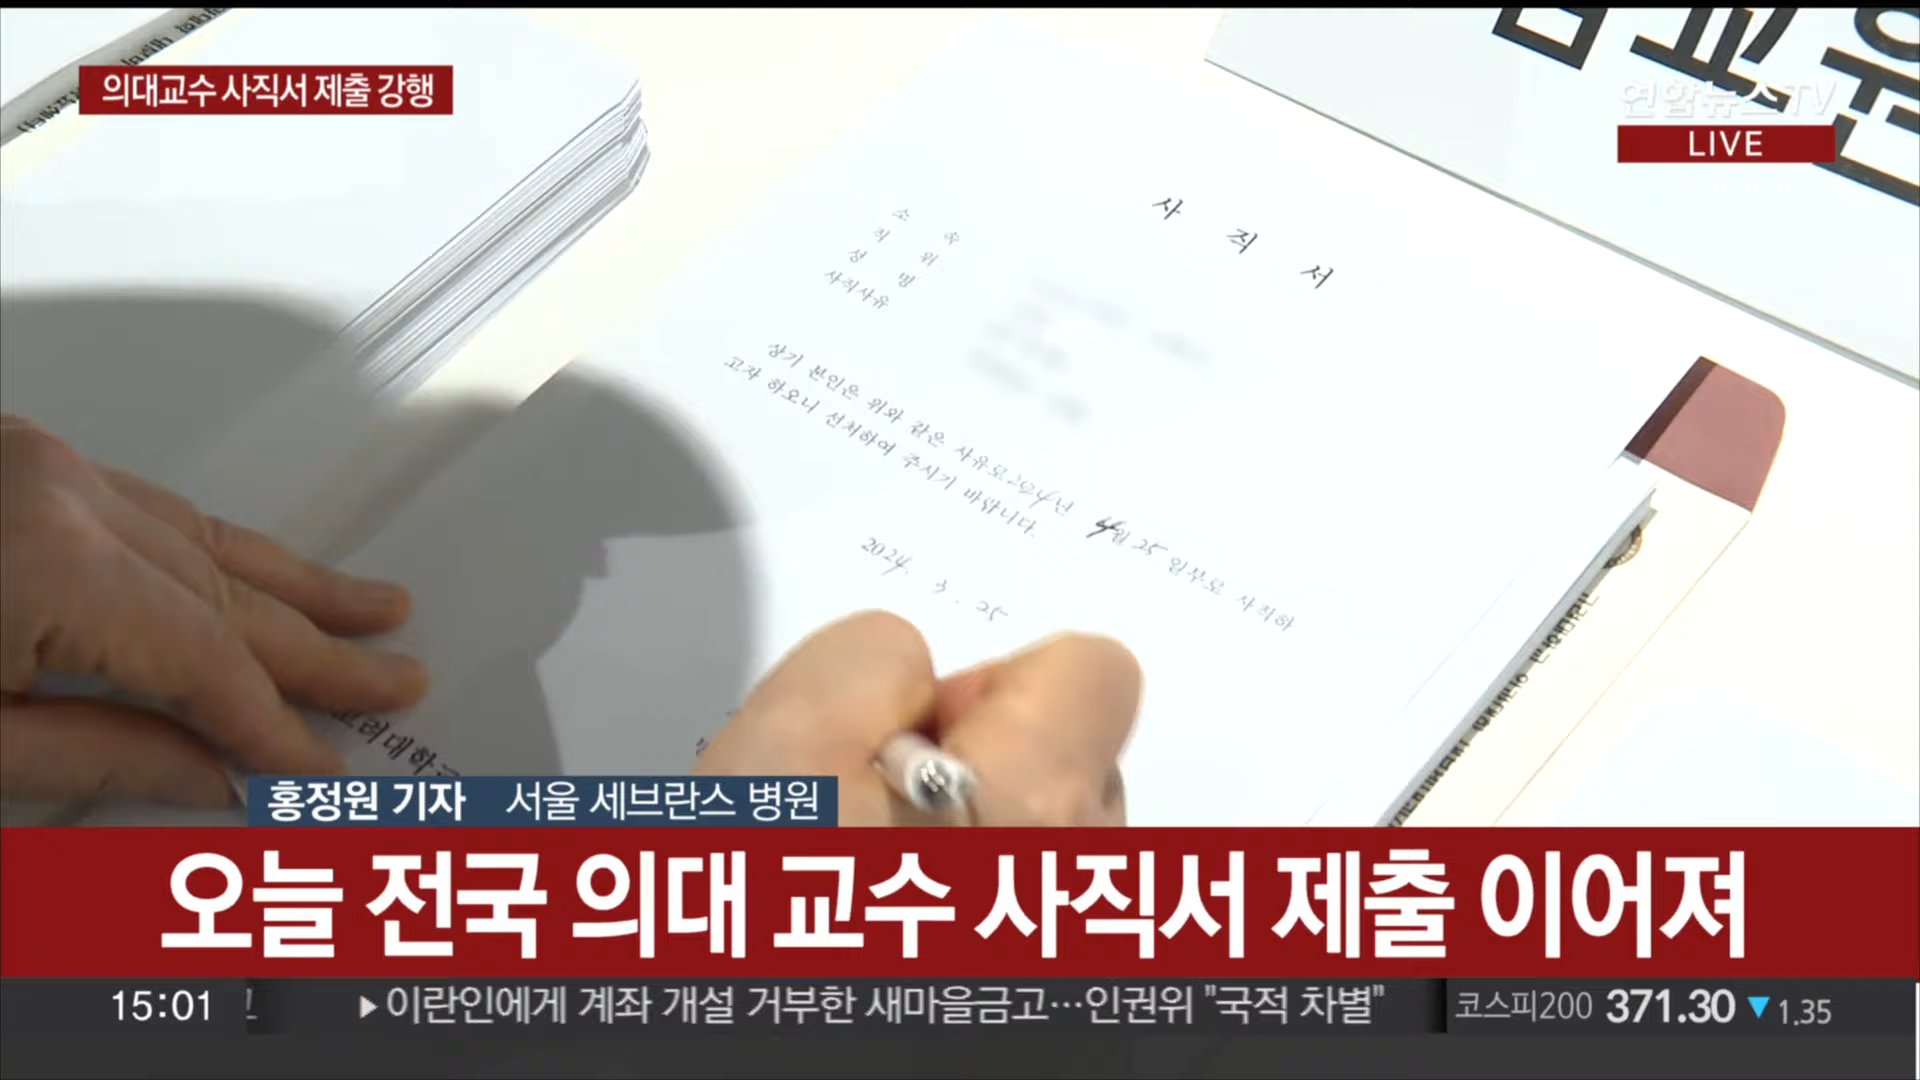 의대교수 사직서 제출 강행
연합뉴스TV
LIVE
사 직 서
소 속
직 위
성 명
사직사유
상기 본인은 위와 같은 사유로 2024년 4월 25일부로 사직하
고자 하오니 선처하여 주시기 바랍니다.
2024. 3. 25
고려대학교
홍정원 기자 서울 세브란스 병원
오늘 전국 의대 교수 사직서 제출 이어져
15:01 ▶이란인에게 계좌 개설 거부한 새마을금고…인권위 "국적 차별" 코스피200 371.30 ▼1.35